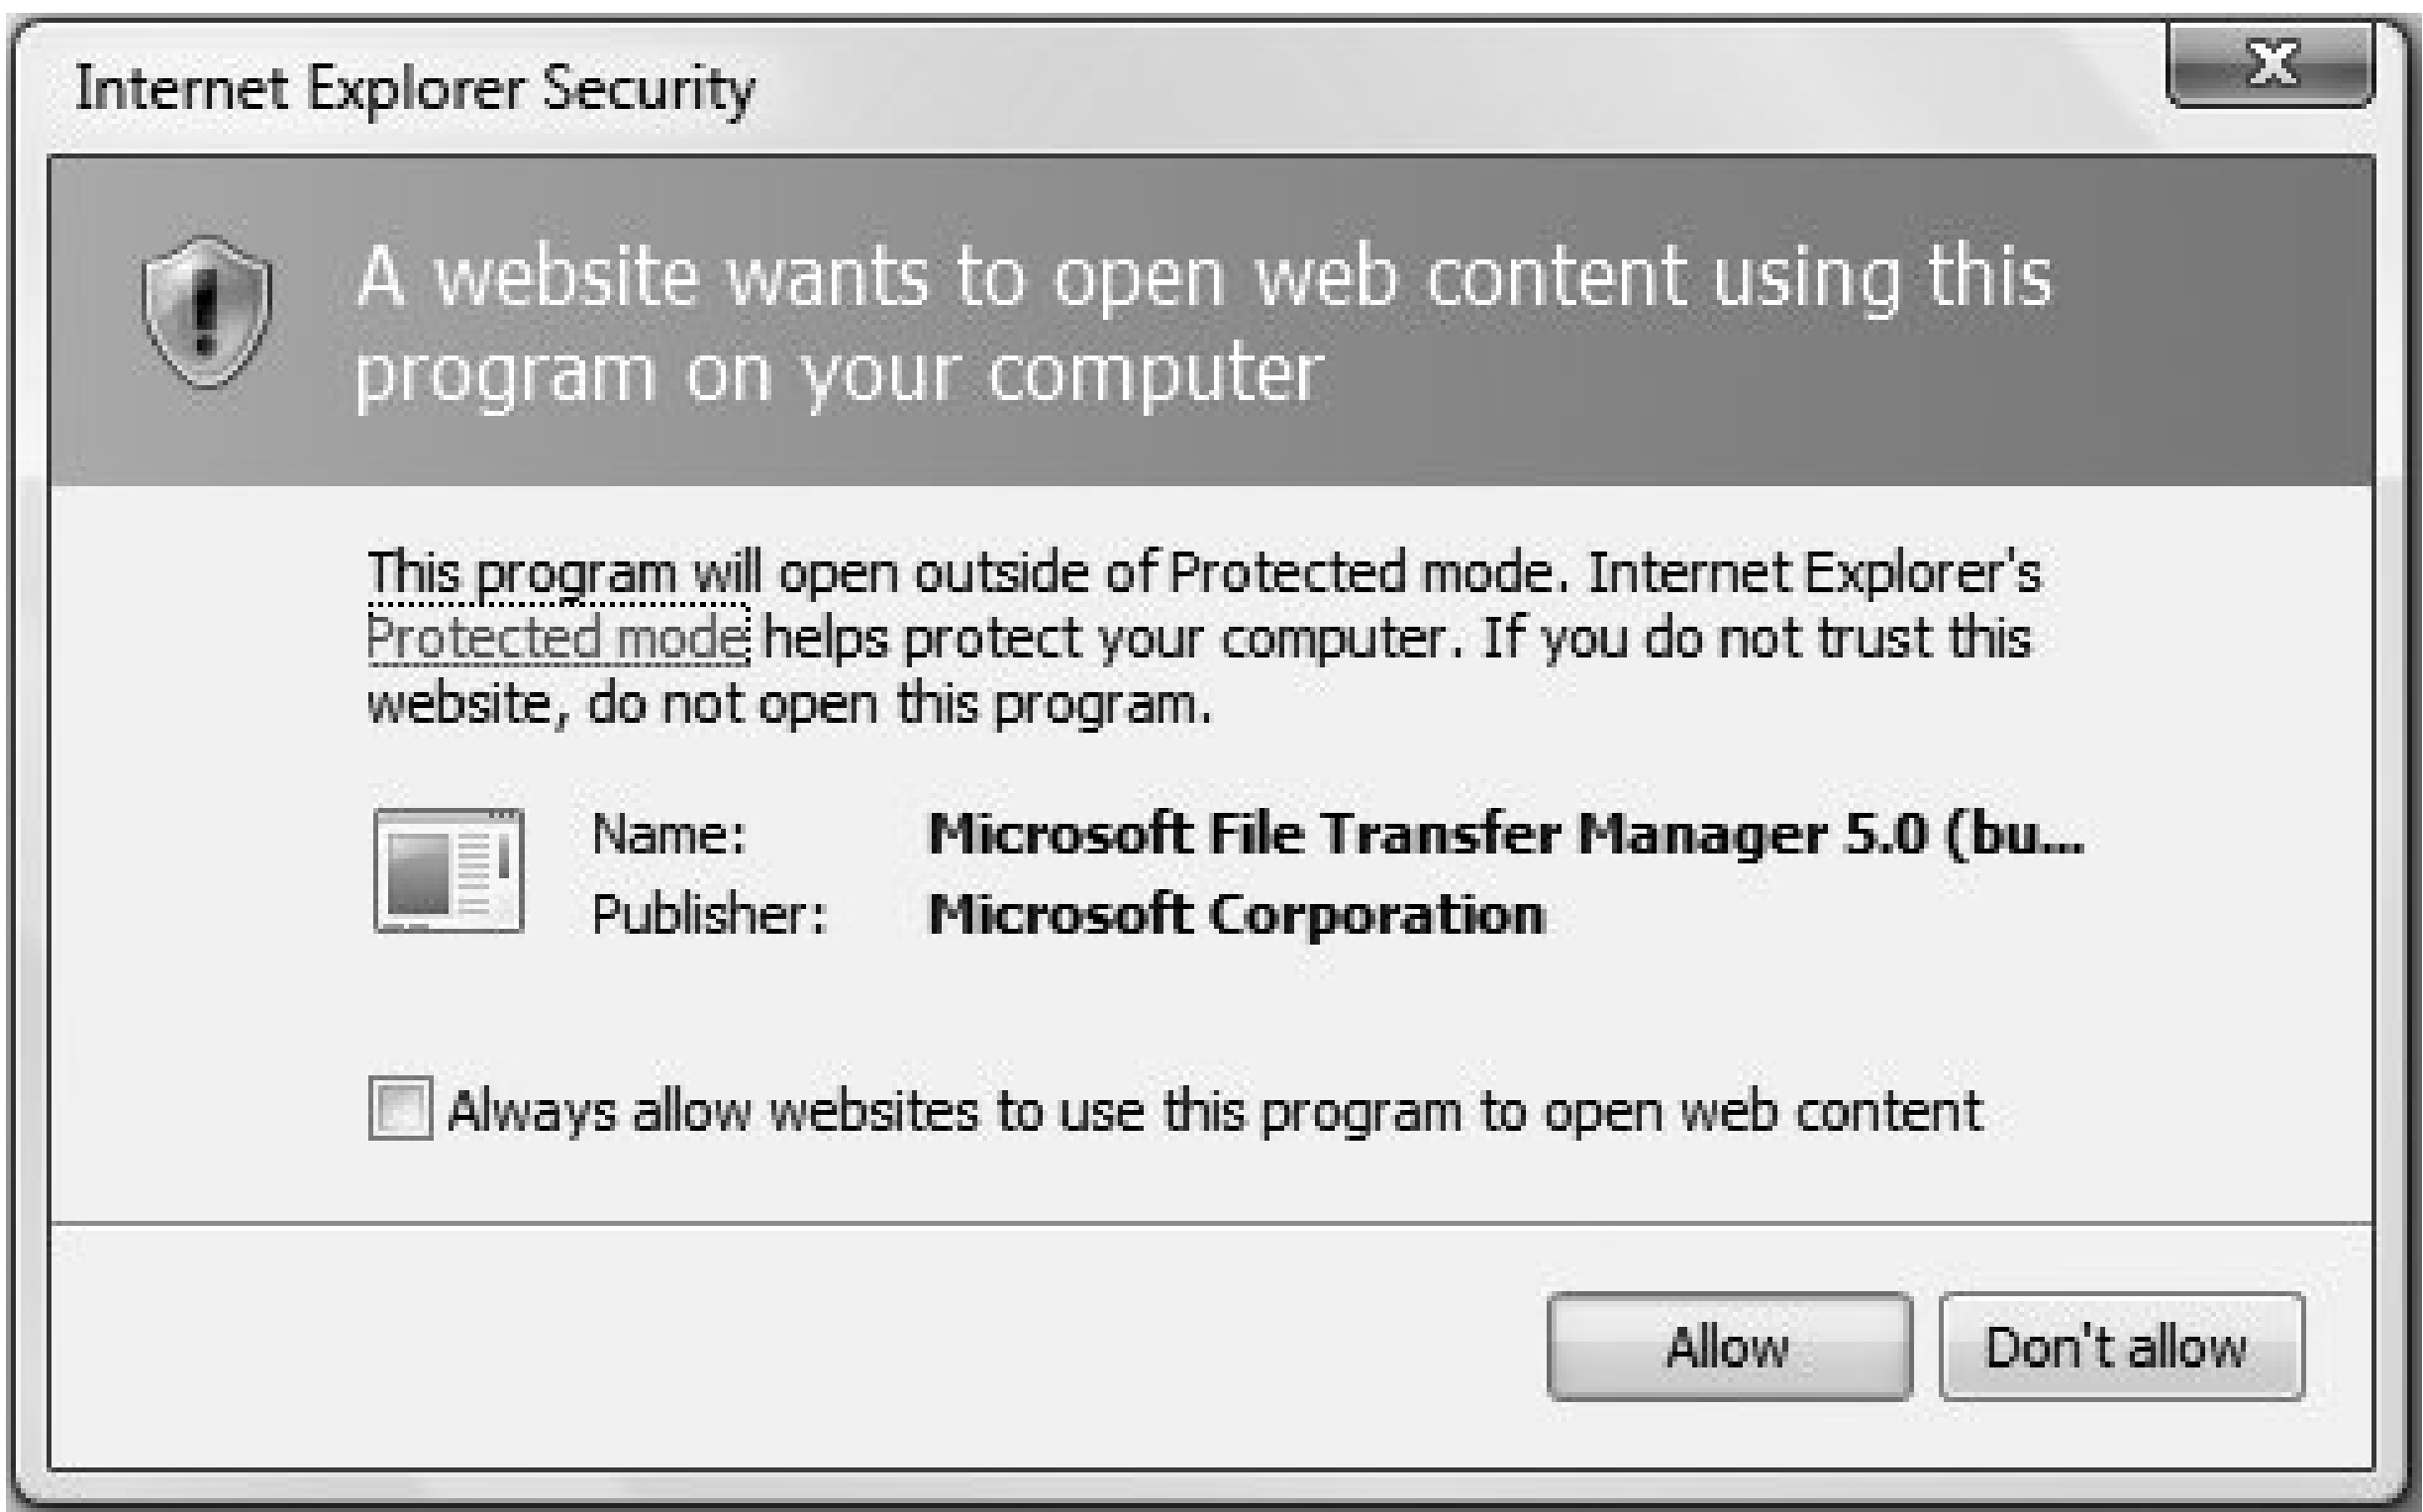 Internet Explorer Security
A website wants to open web content using this
program on your computer
This program will open outside of Protected mode. Internet Explorer's
Protected mode helps protect your computer. If you do not trust this
website, do not open this program.
Name: Microsoft File Transfer Manager 5.0 (bu...
Publisher: Microsoft Corporation
Always allow websites to use this program to open web content
Allow Don't allow